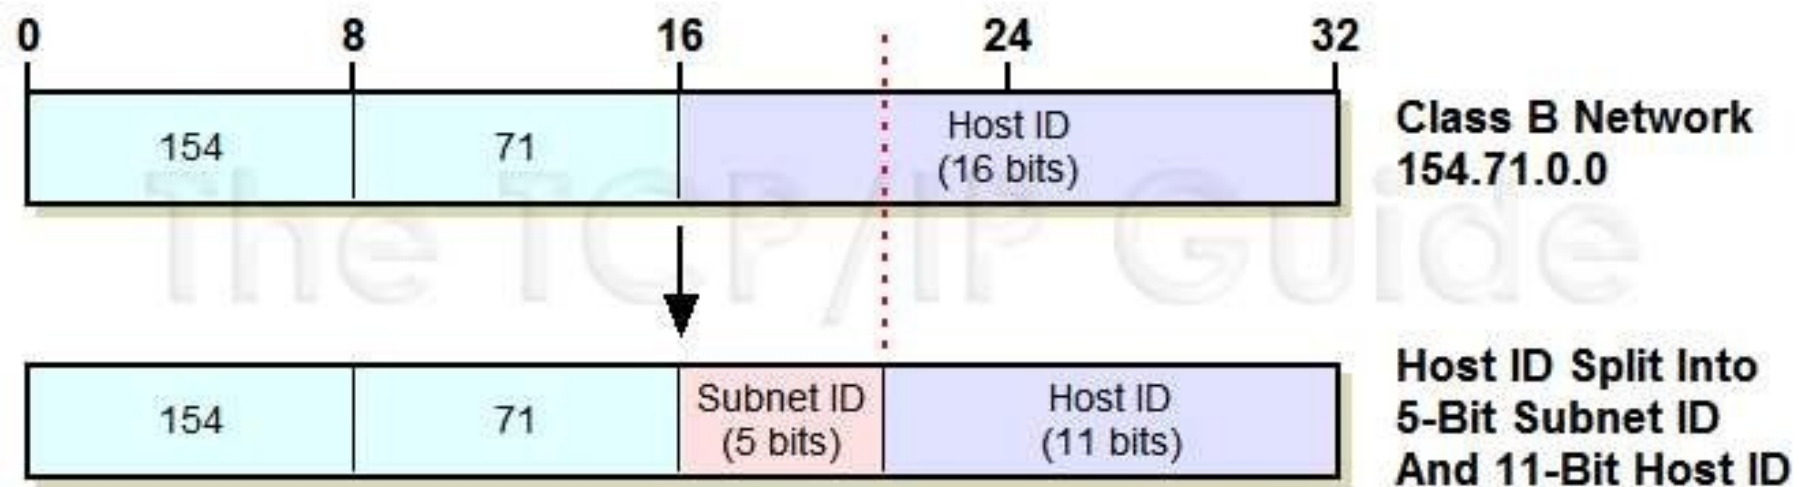 0 8 16 24 32
154 71 Host ID
(16 bits)
Class B Network
154.71.0.0
The TCP/IP Guide
154 71 Subnet ID
(5 bits)
Host ID
(11 bits)
Host ID Split Into
5-Bit Subnet ID
And 11-Bit Host ID